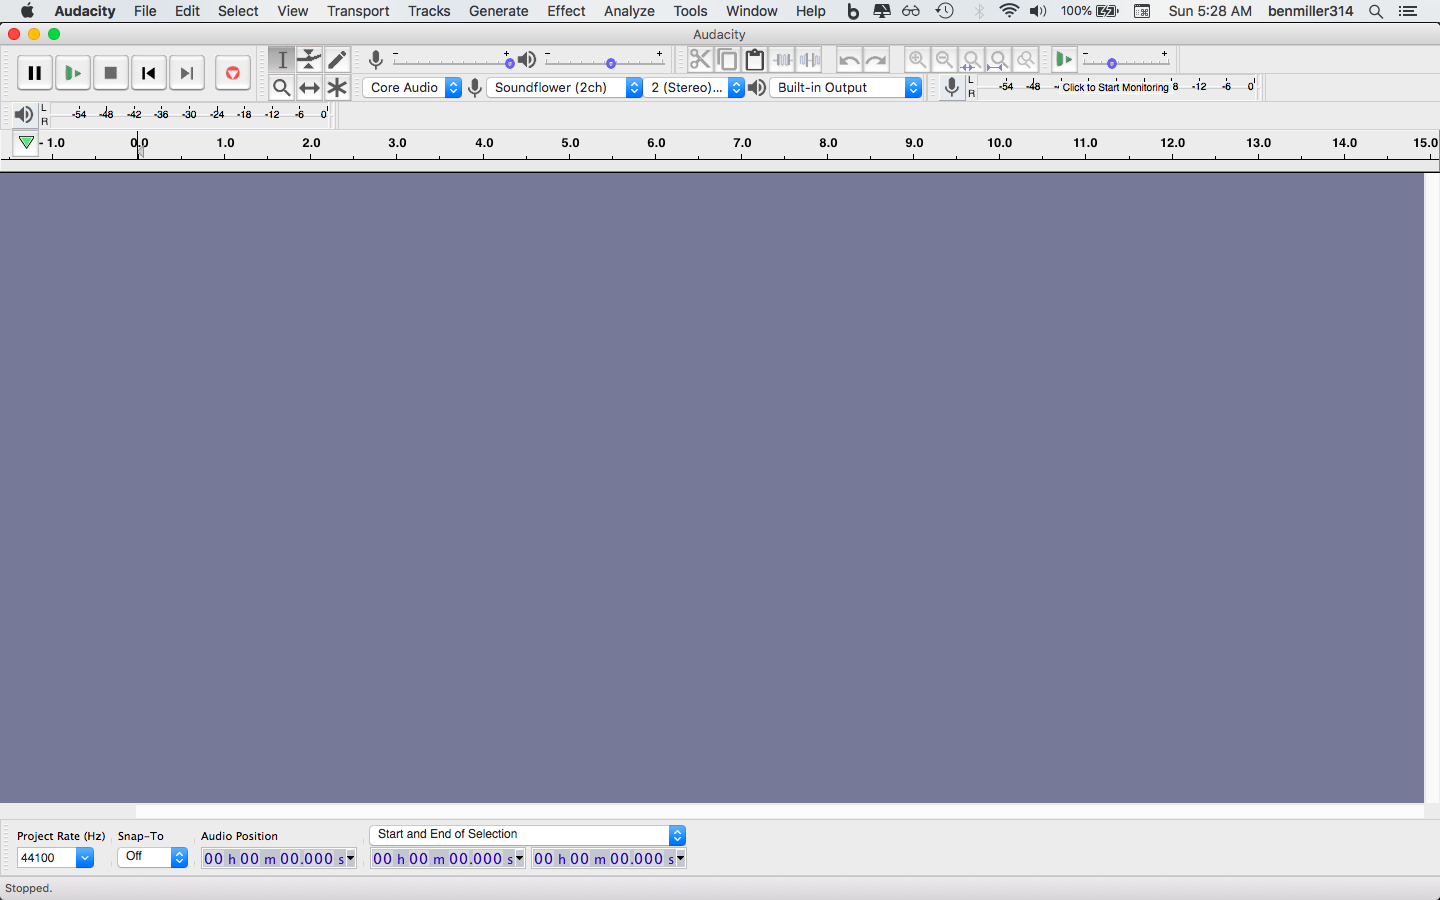 Audacity File Edit Select View Transport Tracks Generate Effect Analyze Tools Window Help 100% Sun 5:28 AM benmiller314
Audacity
- + - + - +
Core Audio Soundflower (2ch) 2 (Stereo)... Built-in Output L R -54 -48 - Click to Start Monitoring 8 -12 -6 0
L R -54 -48 -42 -36 -30 -24 -18 -12 -6 0
- 1.0 0.0 1.0 2.0 3.0 4.0 5.0 6.0 7.0 8.0 9.0 10.0 11.0 12.0 13.0 14.0 15.0
Project Rate (Hz) Snap-To Audio Position Start and End of Selection
44100 Off 00 h 00 m 00.000 s 00 h 00 m 00.000 s 00 h 00 m 00.000 s
Stopped.